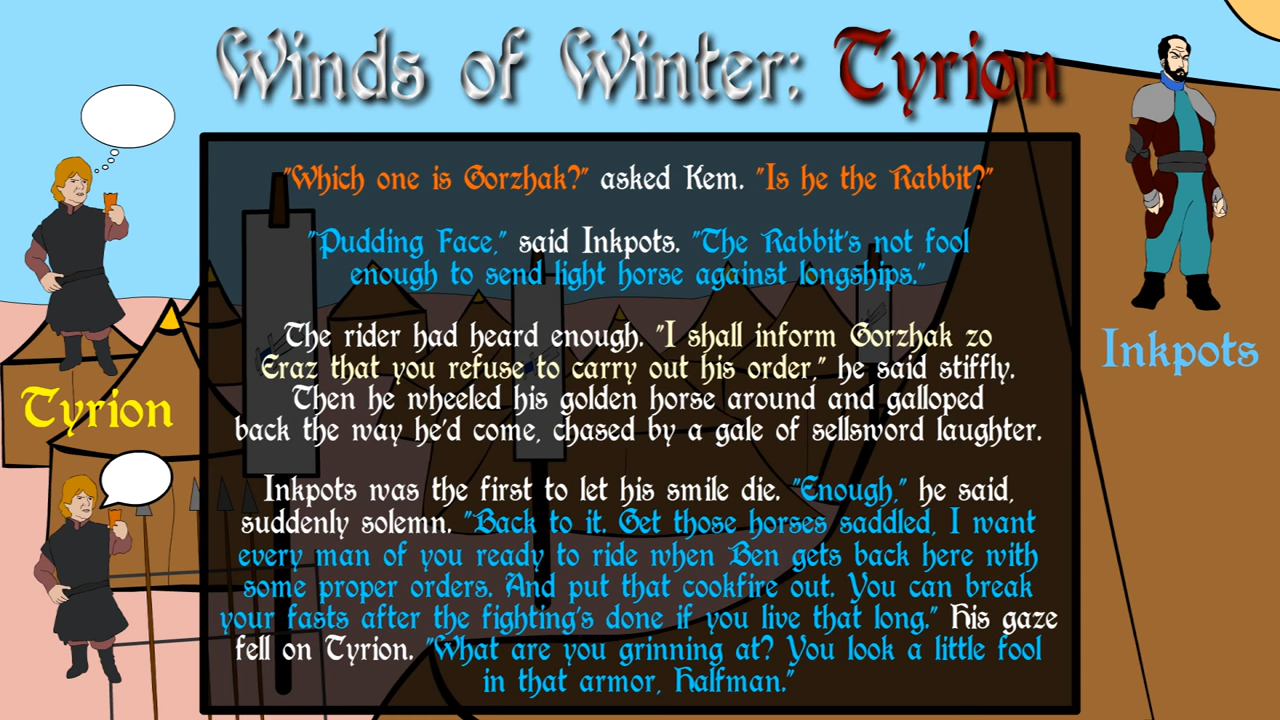 Winds of Winter: Tyrion
"Which one is Gorzhak?" asked Kem. "Is he the Rabbit?"
"Pudding Face," said Inkpots. "The Rabbit's not fool
enough to send light horse against longships."
The rider had heard enough. "I shall inform Gorzhak zo
Eraz that you refuse to carry out his order," he said stiffly.
Then he wheeled his golden horse around and galloped
back the way he'd come, chased by a gale of sellsword laughter.
Inkpots was the first to let his smile die. "Enough," he said,
suddenly solemn. "Back to it. Get those horses saddled, I want
every man of you ready to ride when Ben gets back here with
some proper orders. And put that cookfire out. You can break
your fasts after the fighting's done if you live that long." His gaze
fell on Tyrion. "What are you grinning at? You look a little fool
in that armor, Halfman."
Tyrion
Inkpots